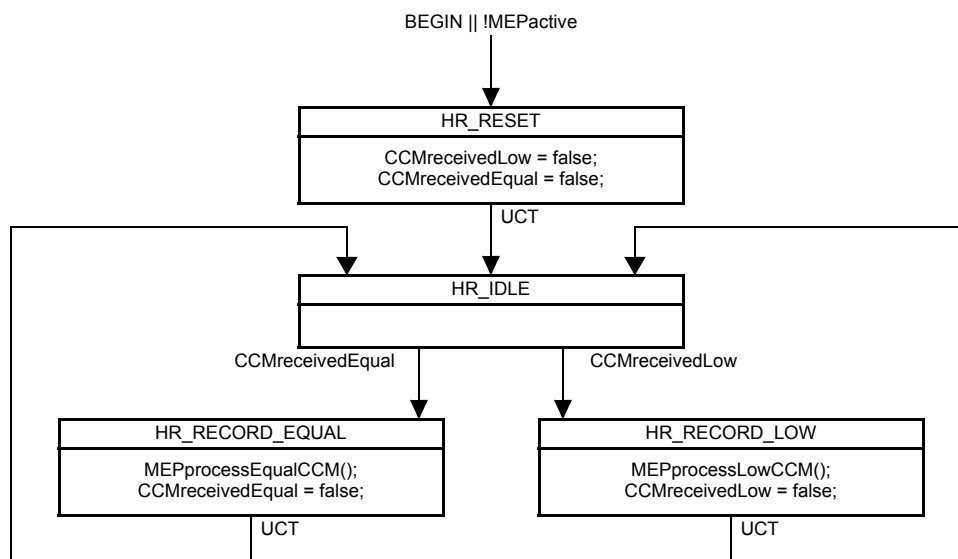 BEGIN || !MEPactive
HR_RESET
CCMreceivedLow = false;
CCMreceivedEqual = false;
UCT
HR_IDLE
CCMreceivedEqual
CCMreceivedLow
HR_RECORD_EQUAL
MEPprocessEqualCCM();
CCMreceivedEqual = false;
UCT
HR_RECORD_LOW
MEPprocessLowCCM();
CCMreceivedLow = false;
UCT